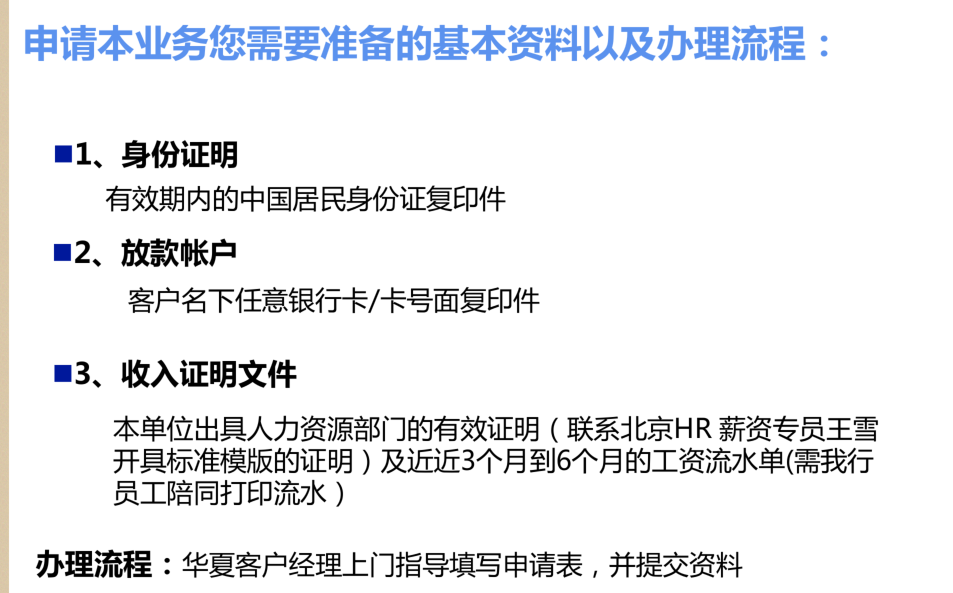 申请本业务您需要准备的基本资料以及办理流程：
■1、身份证明
有效期内的中国居民身份证复印件
■2、放款帐户
客户名下任意银行卡/卡号面复印件
■3、收入证明文件
本单位出具人力资源部门的有效证明（联系北京HR 薪资专员王雪
开具标准模版的证明）及近近3个月到6个月的工资流水单(需我行
员工陪同打印流水）
办理流程：华夏客户经理上门指导填写申请表，并提交资料